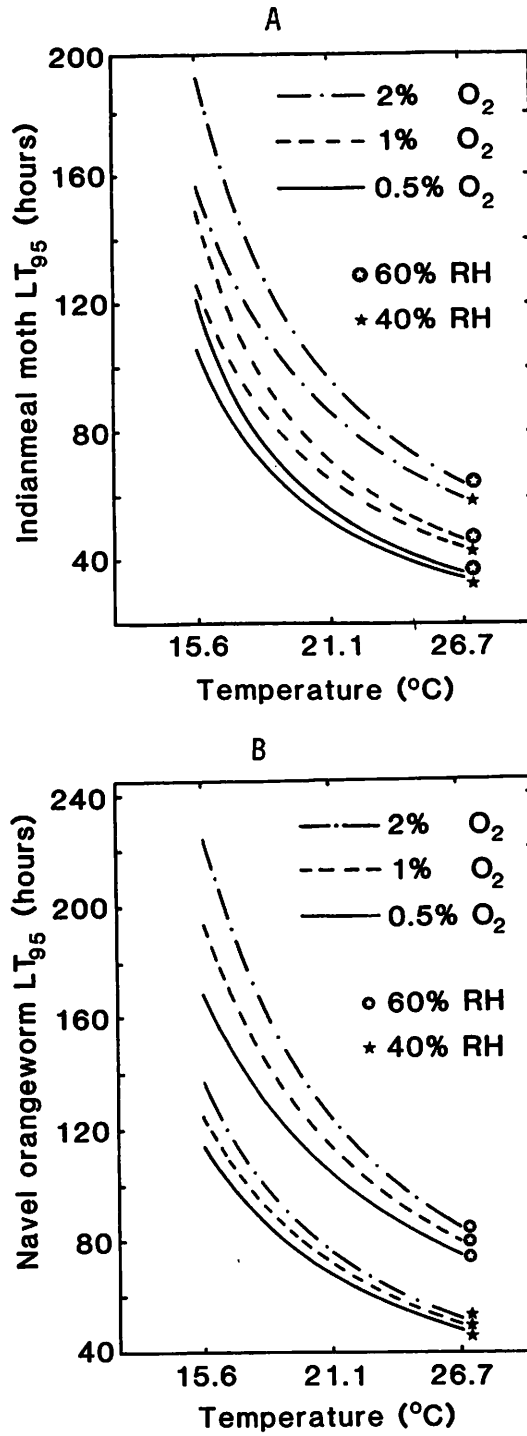 A
Indianmeal moth LT₉₅ (hours)
200
160
120
80
40
2% O₂
1% O₂
0.5% O₂
60% RH
40% RH
15.6 21.1 26.7
Temperature (°C)
B
Navel orangeworm LT₉₅ (hours)
240
200
160
120
80
40
2% O₂
1% O₂
0.5% O₂
60% RH
40% RH
15.6 21.1 26.7
Temperature (°C)